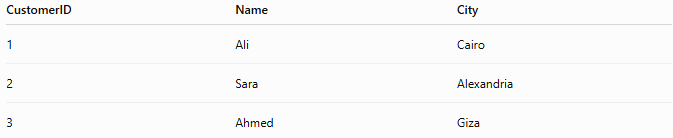 CustomerID Name City
1 Ali Cairo
2 Sara Alexandria
3 Ahmed Giza